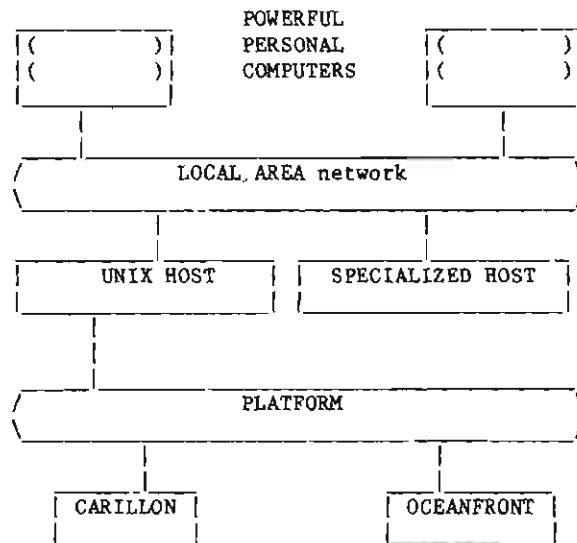 POWERFUL
PERSONAL
COMPUTERS
LOCAL AREA network
UNIX HOST
SPECIALIZED HOST
PLATFORM
CARILLON
OCEANFRONT